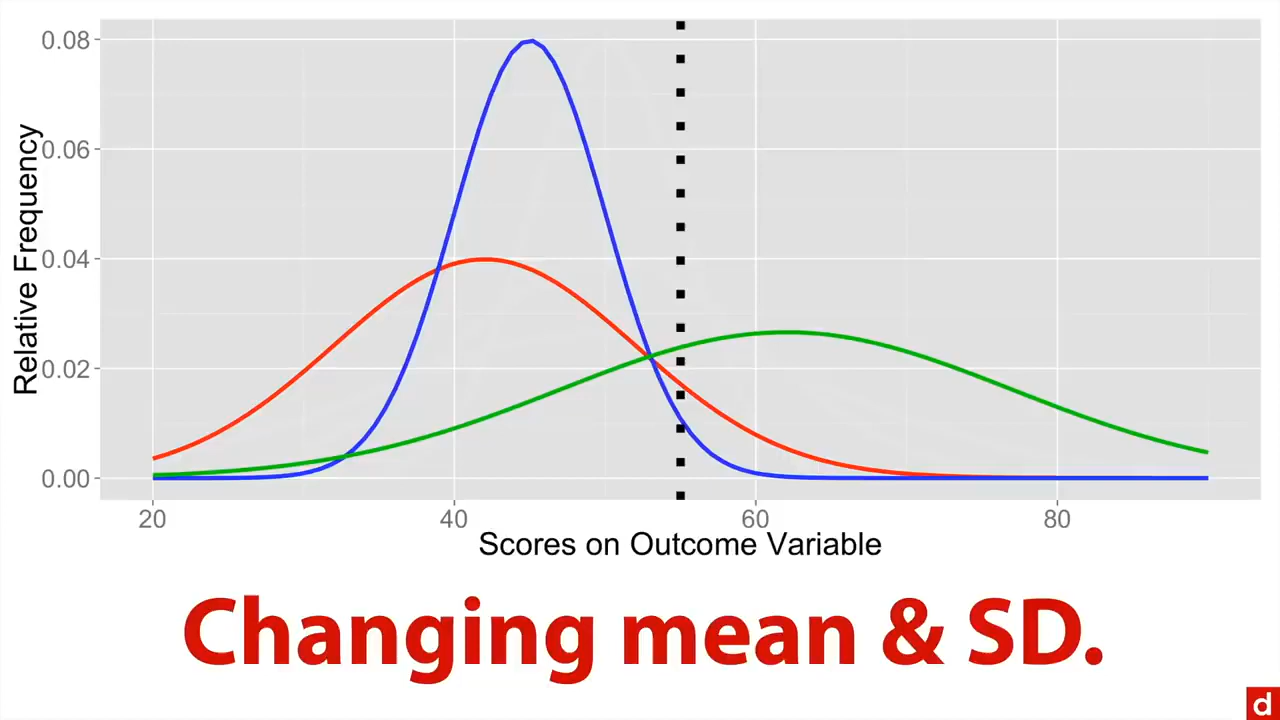 0.08
0.06
0.04
0.02
0.00
Relative Frequency
20 40 60 80
Scores on Outcome Variable
Changing mean & SD.
d